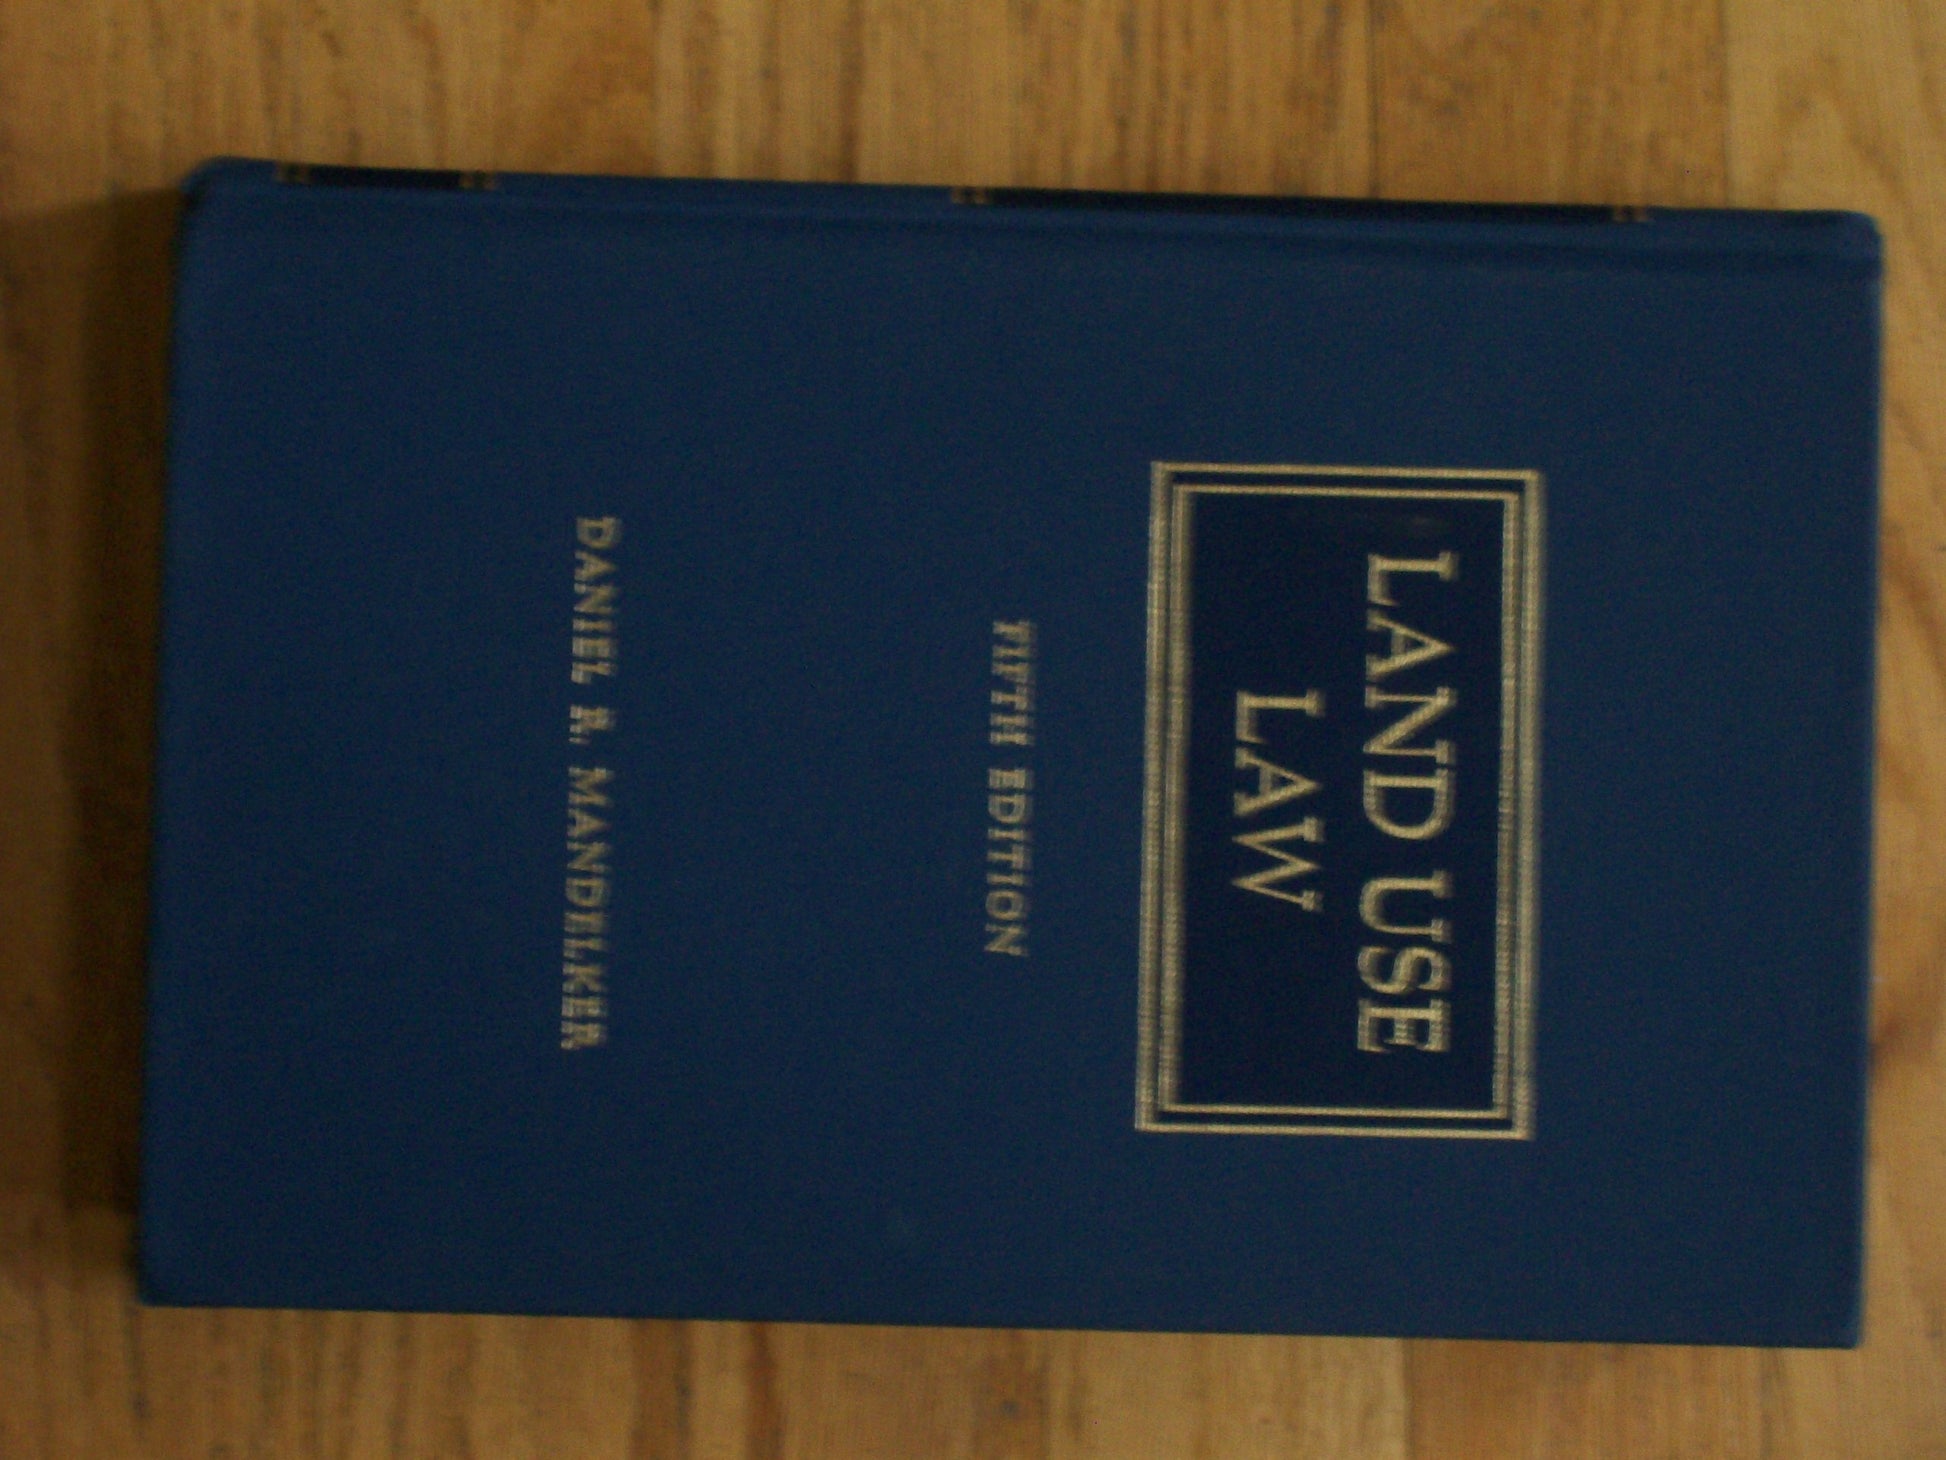 LAND USE
LAW
FIFTH EDITION
DANIEL R. MANDELKER